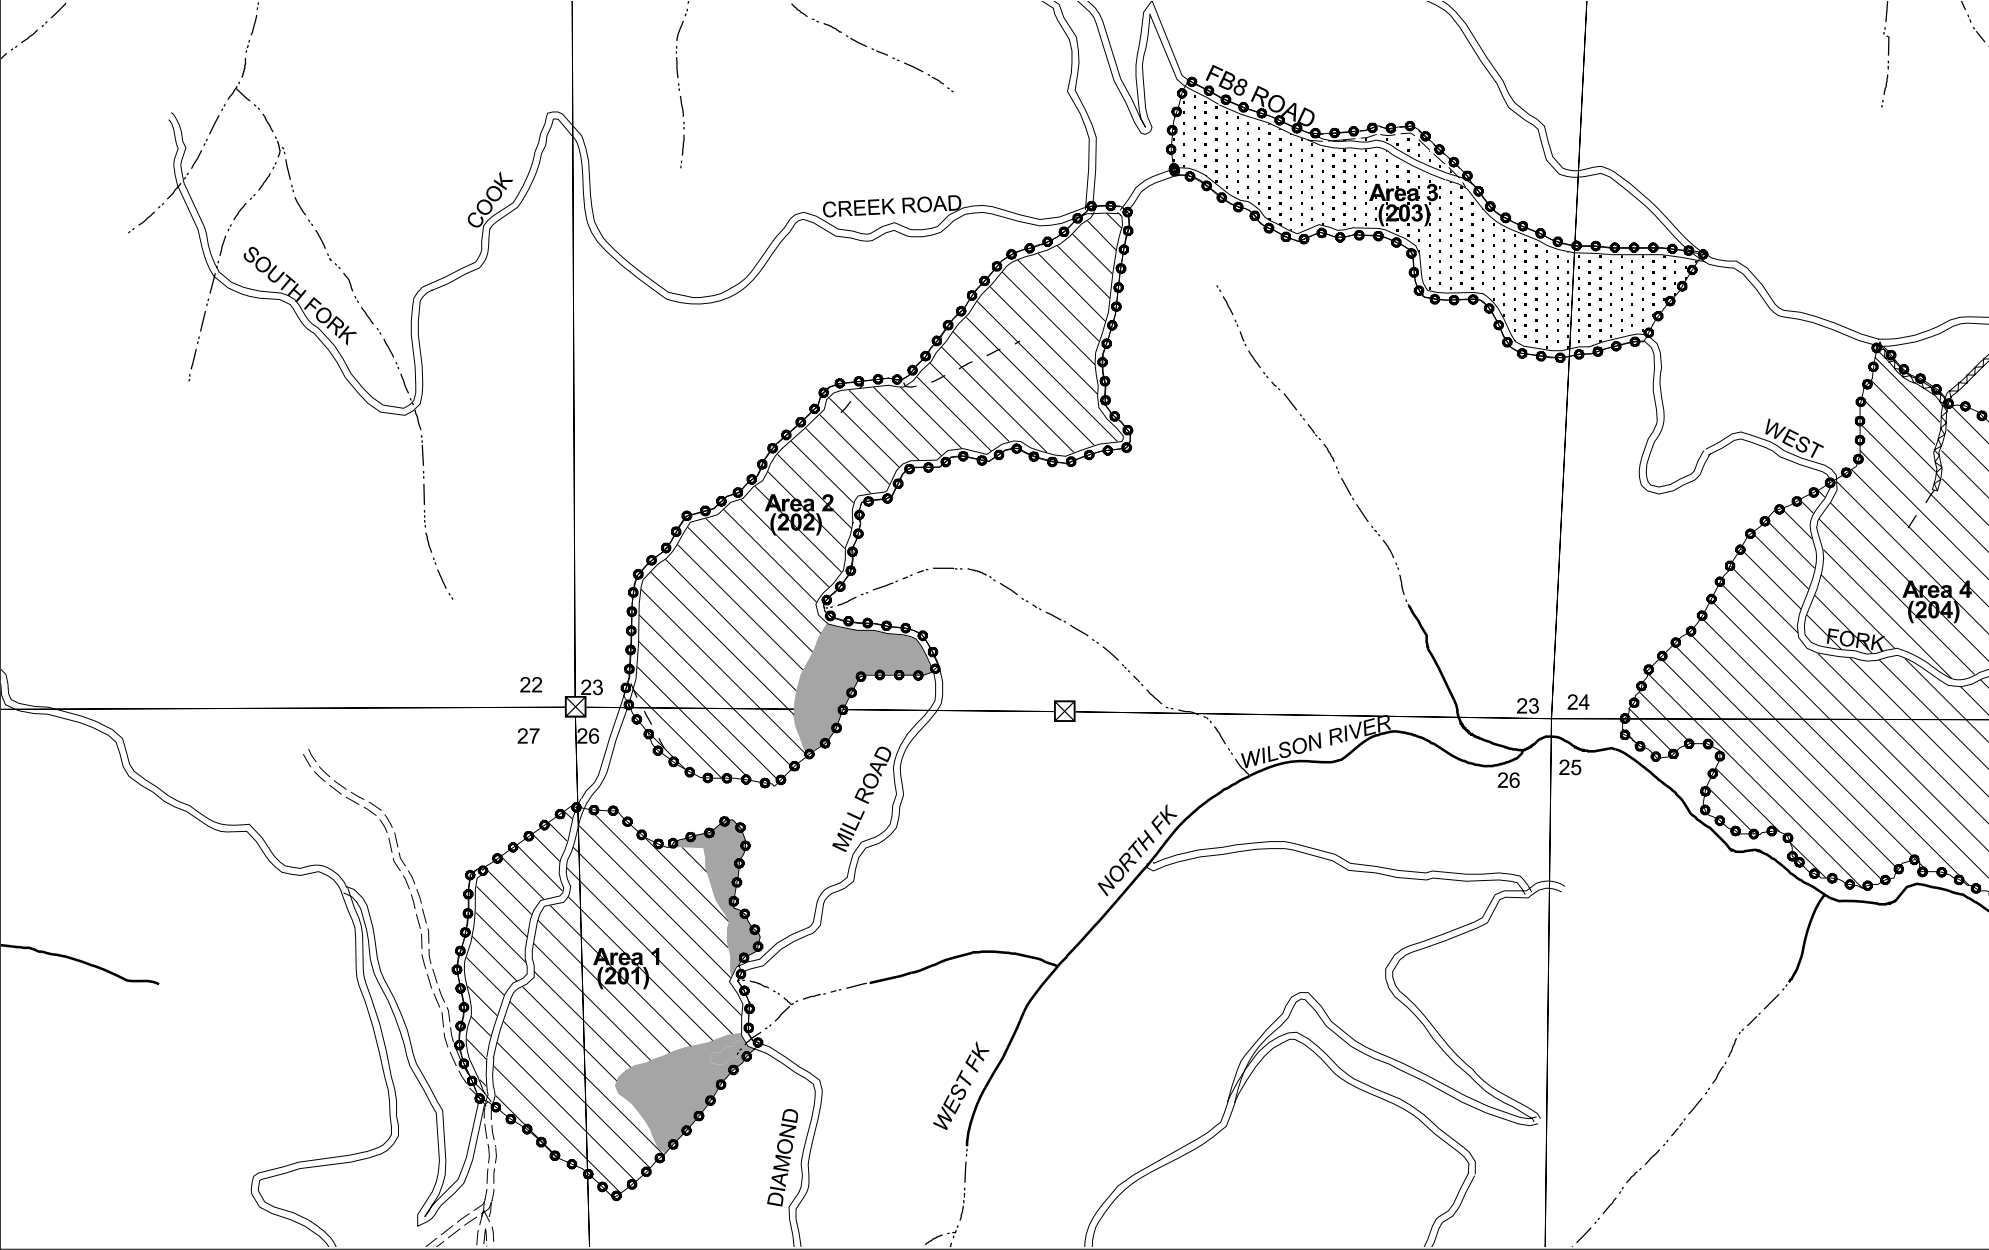 FB8 ROAD
COOK
CREEK ROAD
Area 3
(203)
SOUTH FORK
WEST
Area 2
(202)
Area 4
(204)
FORK
22
23
23
24
27
26
WILSON RIVER
26
25
MILL ROAD
NORTH FK
Area 1
(201)
WEST FK
DIAMOND